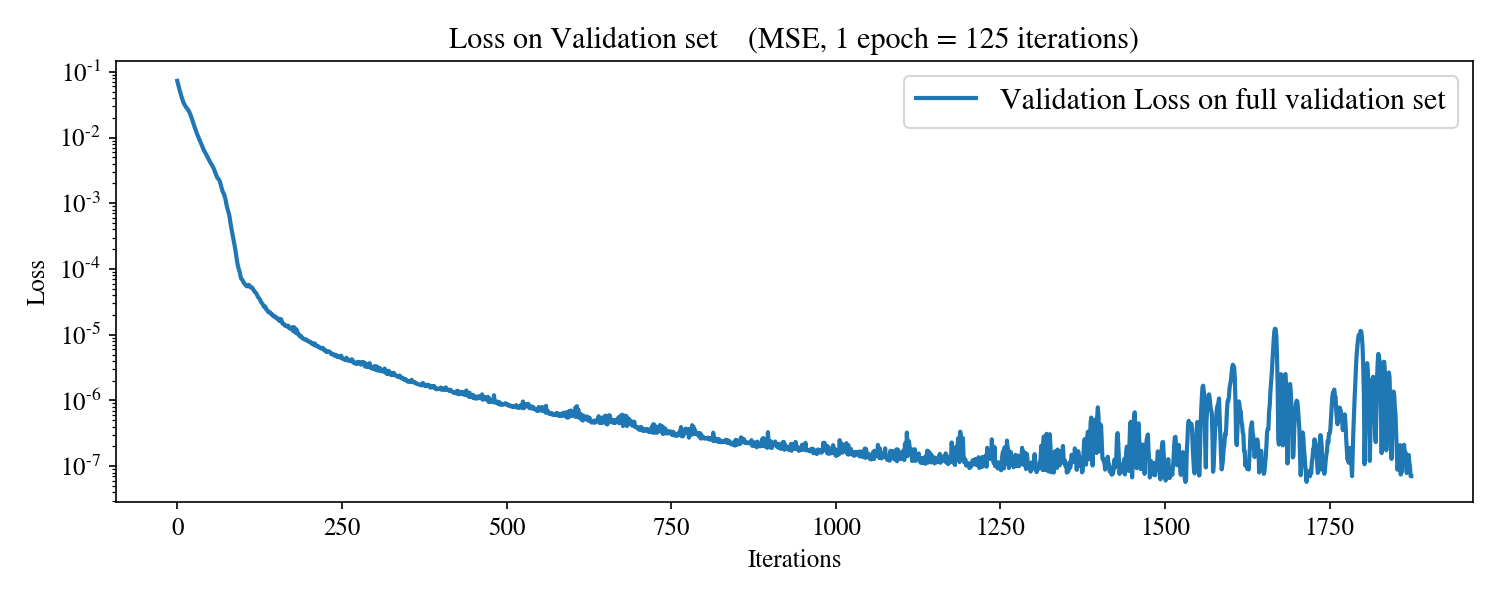 Loss on Validation set (MSE, 1 epoch = 125 iterations)
Validation Loss on full validation set
Loss
10^-1
10^-2
10^-3
10^-4
10^-5
10^-6
10^-7
0 250 500 750 1000 1250 1500 1750
Iterations